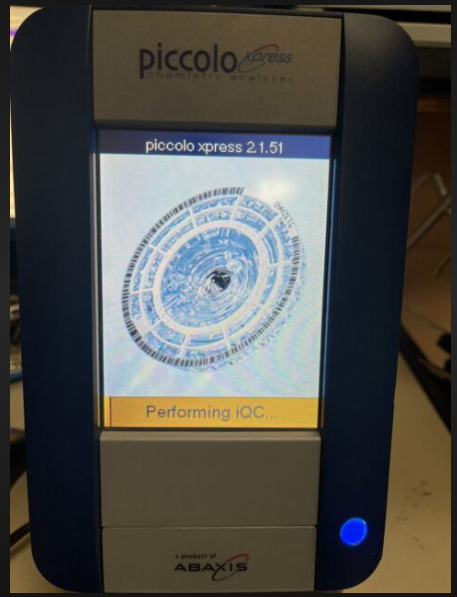 piccolo xpress
chemistry analyzer
piccolo xpress 2.1.51
Performing iQC...
a product of
ABAXIS